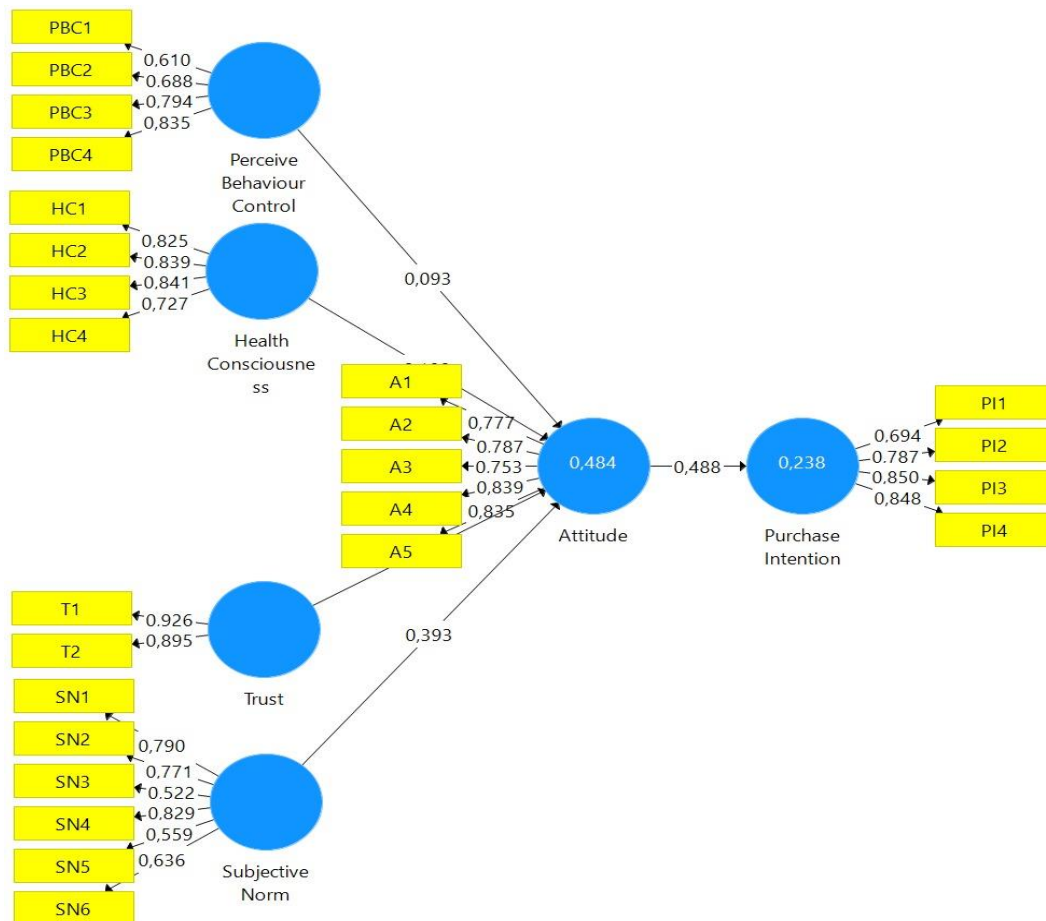 PBC1
PBC2
PBC3
PBC4
0,610
0.688
0.794
0,835
Perceive
Behaviour
Control
HC1
HC2
HC3
HC4
0,825
0.839
0.841
0,727
Health
Consciousne
ss
0,093
A1
A2
A3
A4
A5
0,777
0.787
0.753
0.839
0,835
0,484
Attitude
0,488
0,238
Purchase
Intention
PI1
PI2
PI3
PI4
0,694
0.787
0.850
0,848
T1
T2
0.926
0.895
Trust
0,393
SN1
SN2
SN3
SN4
SN5
SN6
0,790
0,771
0.522
0.829
0,559
0,636
Subjective
Norm